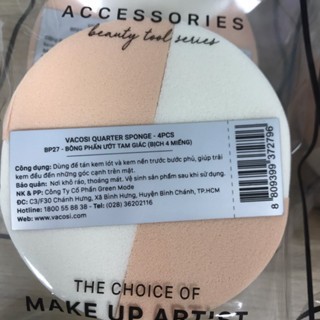 ACCESSORIES
beauty tool series
VACOSI QUARTER SPONGE - 4PCS
BP27 - BÔNG PHẤN ƯỚT TAM GIÁC (BỊCH 4 MIẾNG)
Công dụng: Dùng để tán kem lót và kem nền trước bước phủ, giúp trải
kem đều đến những góc cạnh trên mặt.
Bảo quản: Nơi khô ráo, thoáng mát. Vệ sinh sản phẩm sau khi sử dụng.
NK & PP: Công Ty Cổ Phần Green Mode
ĐC: C3/F30 Chánh Hưng, Xã Bình Hưng, Huyện Bình Chánh, TP.HCM
Hotline: 1800 55 88 38 - Tel: (028) 36202116
Web: www.vacosi.com
8 809399 372796
THE CHOICE OF
MAKE UP ARTIST